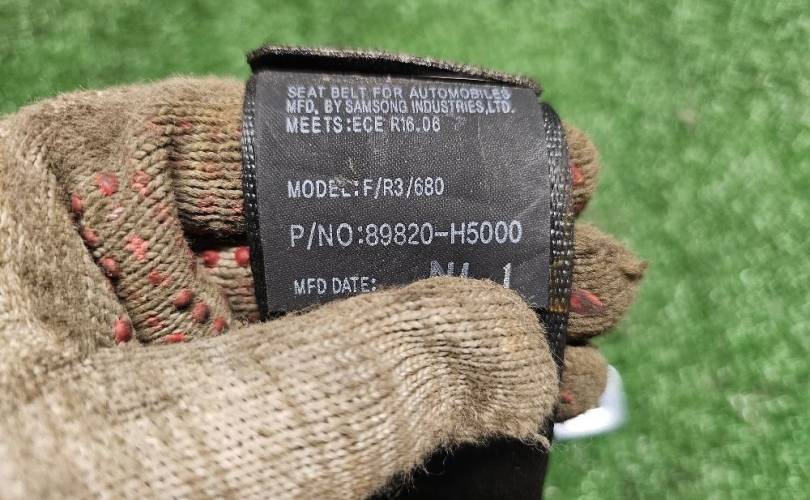 SEAT BELT FOR AUTOMOBILES
MFD, BY SAMSONG INDUSTRIES,LTD.
MEETS:ECE R16.06
MODEL:F/R3/680
P/NO:89820-H5000
MFD DATE: